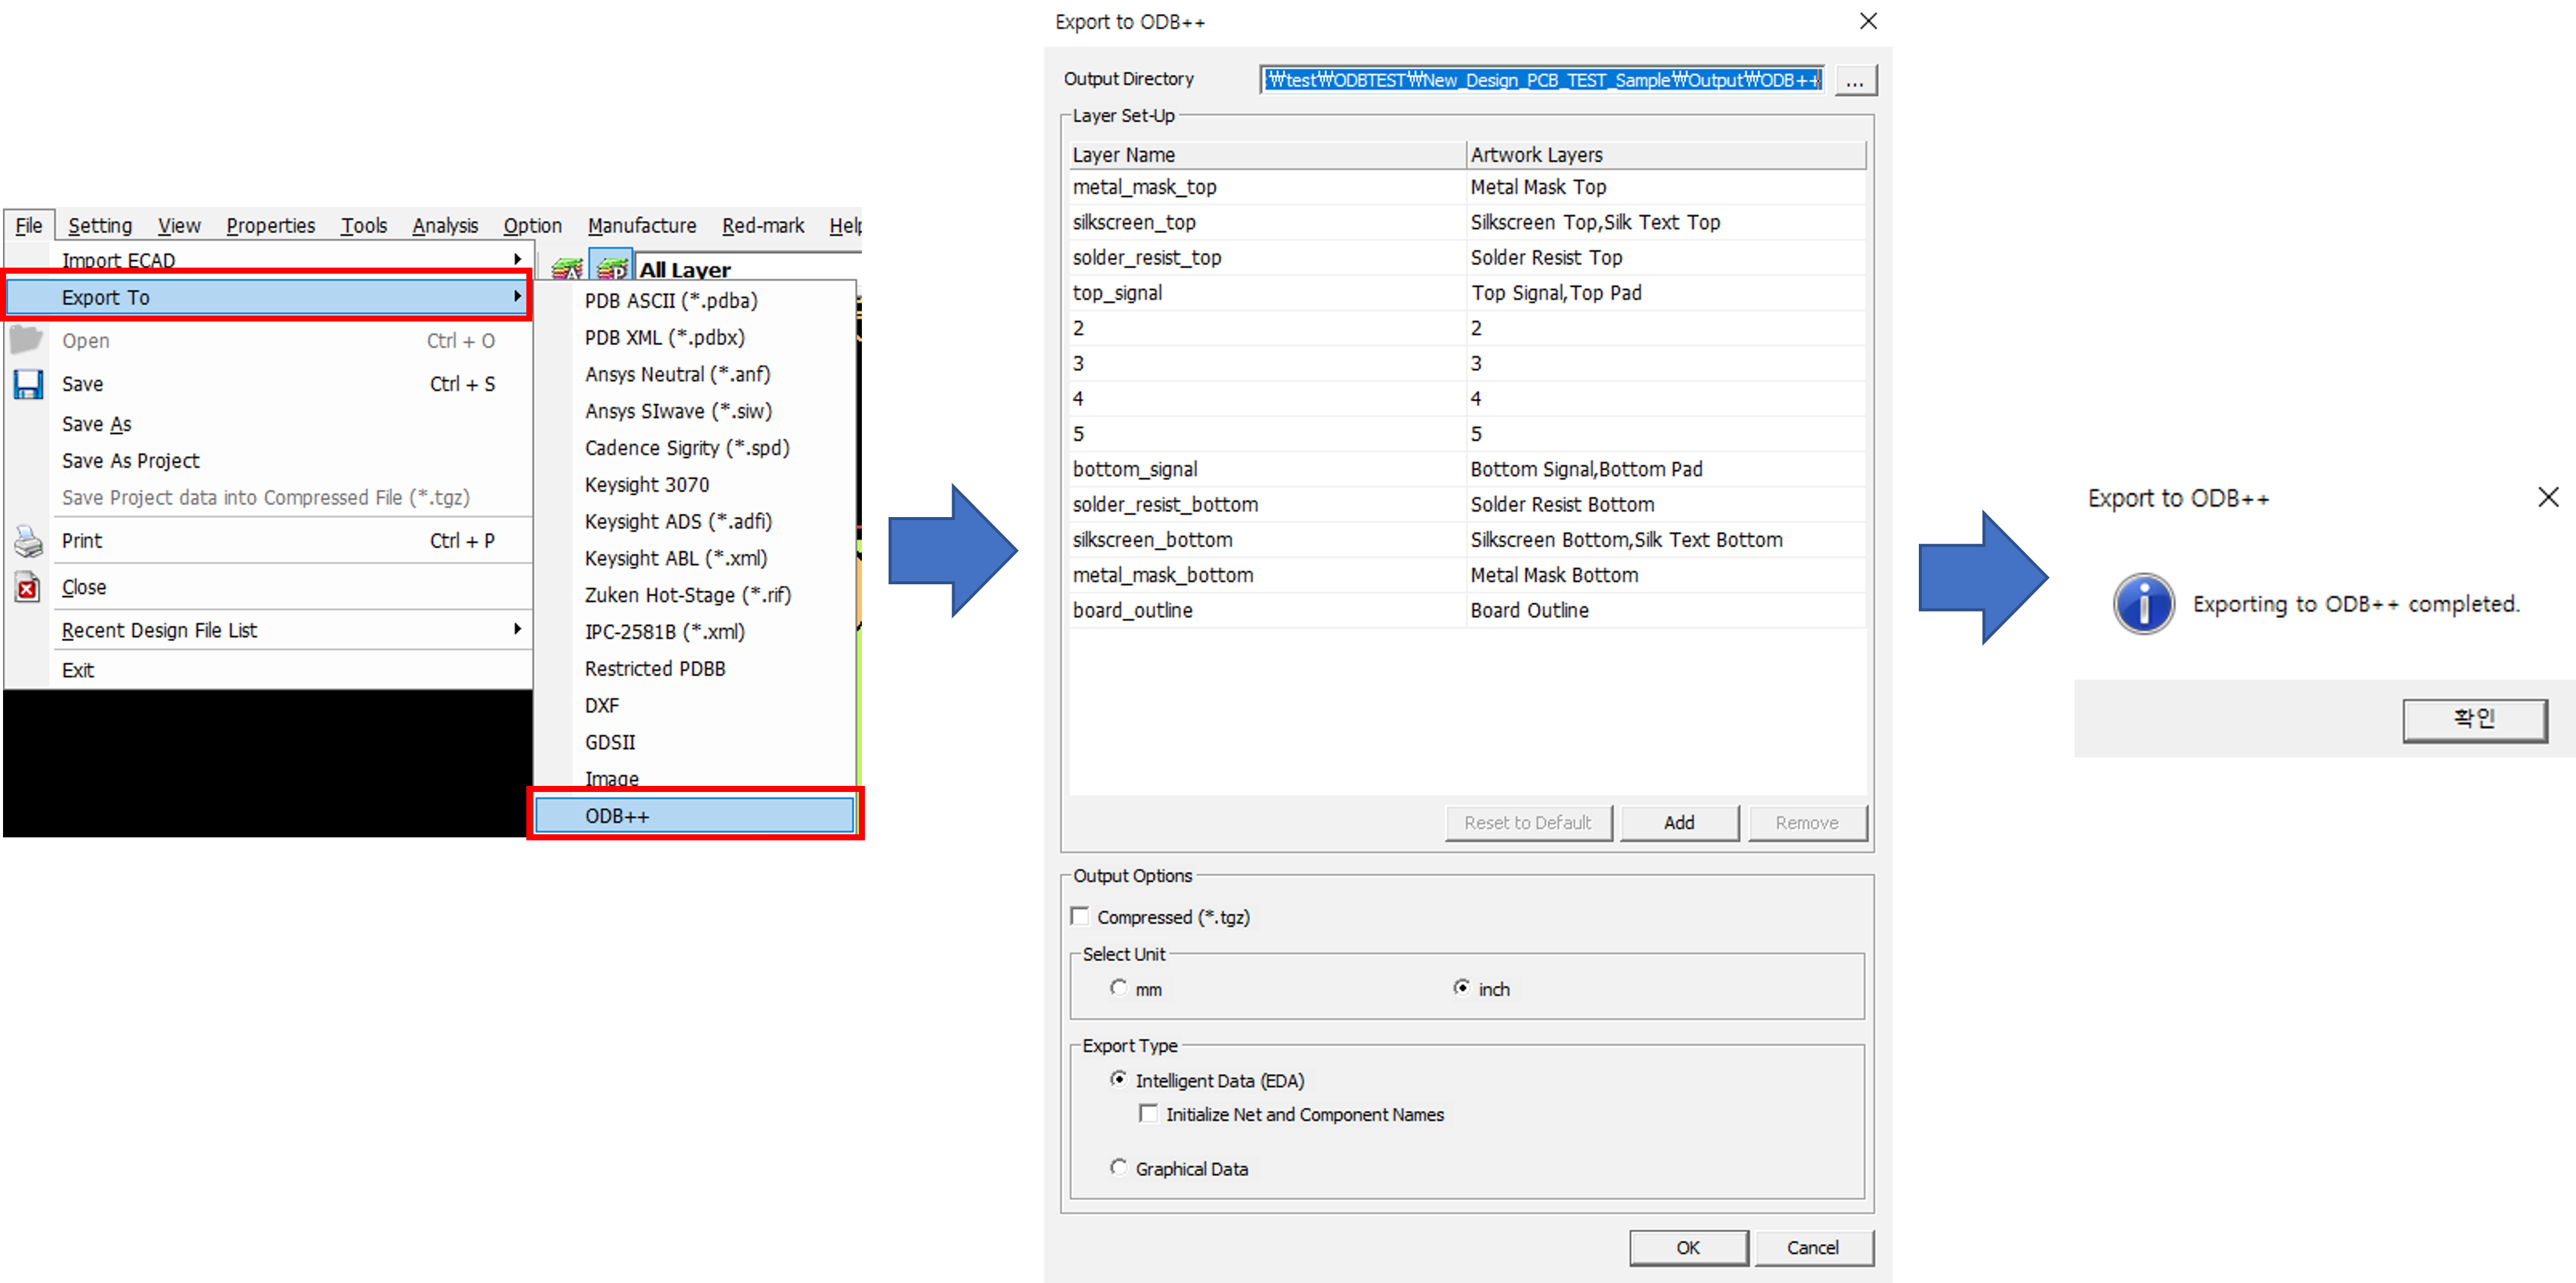 File Setting View Properties Tools Analysis Option Manufacture Red-mark Help
Import ECAD
All Layer
Export To
Open Ctrl + O
Save Ctrl + S
Save As
Save As Project
Save Project data into Compressed File (*.tgz)
Print Ctrl + P
Close
Recent Design File List
Exit
PDB ASCII (*.pdba)
PDB XML (*.pdbx)
Ansys Neutral (*.anf)
Ansys SIwave (*.siw)
Cadence Sigrity (*.spd)
Keysight 3070
Keysight ADS (*.adfi)
Keysight ABL (*.xml)
Zuken Hot-Stage (*.rif)
IPC-2581B (*.xml)
Restricted PDBB
DXF
GDSII
Image
ODB++
Export to ODB++
Output Directory ₩test₩ODBTEST₩New_Design_PCB_TEST_Sample₩Output₩ODB++ ...
Layer Set-Up
Layer Name Artwork Layers
metal_mask_top Metal Mask Top
silkscreen_top Silkscreen Top,Silk Text Top
solder_resist_top Solder Resist Top
top_signal Top Signal,Top Pad
2 2
3 3
4 4
5 5
bottom_signal Bottom Signal,Bottom Pad
solder_resist_bottom Solder Resist Bottom
silkscreen_bottom Silkscreen Bottom,Silk Text Bottom
metal_mask_bottom Metal Mask Bottom
board_outline Board Outline
Reset to Default Add Remove
Output Options
Compressed (*.tgz)
Select Unit
mm inch
Export Type
Intelligent Data (EDA)
Initialize Net and Component Names
Graphical Data
OK Cancel
Export to ODB++
Exporting to ODB++ completed.
확인